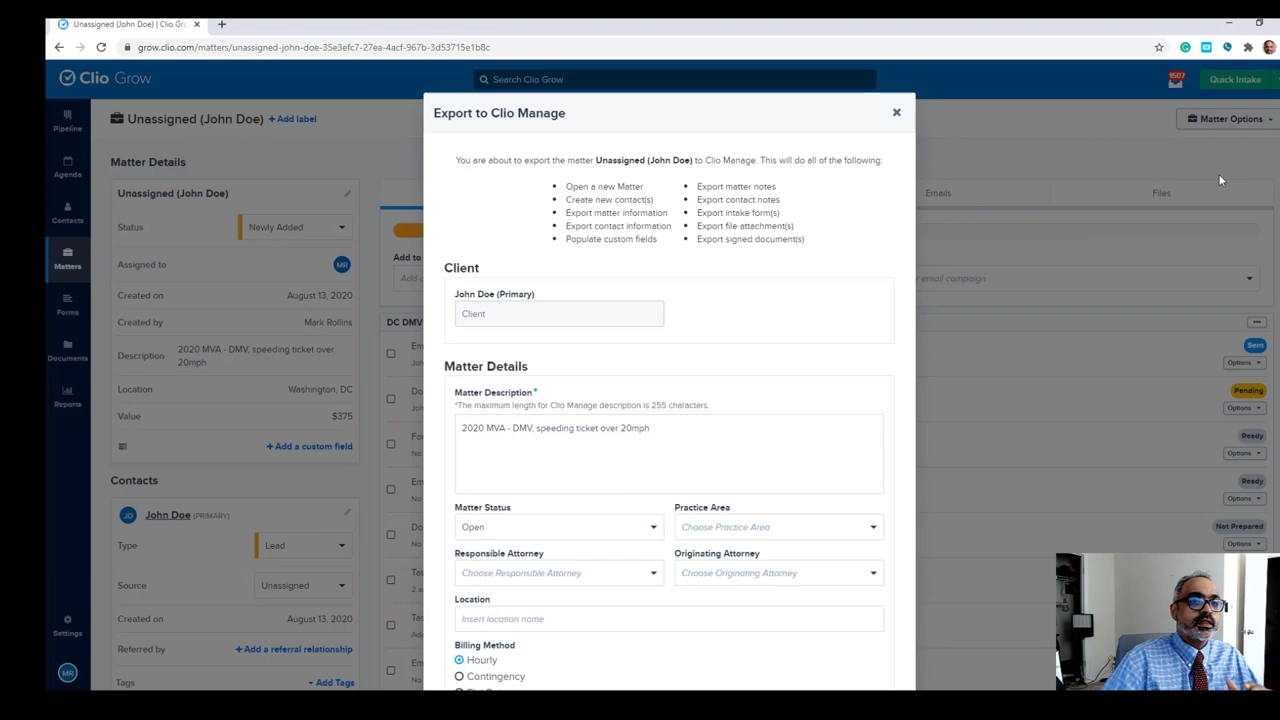 Unassigned (John Doe) | Clio Gr
grow.clio.com/matters/unassigned-john-doe-35e3efc7-27ea-4acf-967b-3d53715e1b8c
Clio Grow
Search Clio Grow
1507
Quick Intake
Pipeline
Agenda
Contacts
Matters
Forms
Documents
Reports
Settings
MR
Unassigned (John Doe)
+ Add label
Matter Options
Matter Details
Unassigned (John Doe)
Status
Newly Added
Assigned to
MR
Created on
August 13, 2020
Created by
Mark Rollins
Description
2020 MVA - DMV, speeding ticket over
20mph
Location
Washington, DC
Value
$375
+ Add a custom field
Contacts
JD
John Doe (PRIMARY)
Type
Lead
Source
Unassigned
Created on
August 13, 2020
Referred by
+ Add a referral relationship
Tags
+ Add Tags
Add to
DC DMV
Export to Clio Manage
You are about to export the matter Unassigned (John Doe) to Clio Manage. This will do all of the following:
• Open a new Matter
• Create new contact(s)
• Export matter information
• Export contact information
• Populate custom fields
• Export matter notes
• Export contact notes
• Export intake form(s)
• Export file attachment(s)
• Export signed document(s)
Client
John Doe (Primary)
Client
Matter Details
Matter Description*
*The maximum length for Clio Manage description is 255 characters.
2020 MVA - DMV, speeding ticket over 20mph
Matter Status
Open
Practice Area
Choose Practice Area
Responsible Attorney
Choose Responsible Attorney
Originating Attorney
Choose Originating Attorney
Location
Insert location name
Billing Method
Hourly
Contingency
Emails
Files
email campaign
Sent
Options
Pending
Options
Ready
Options
Ready
Options
Not Prepared
Options